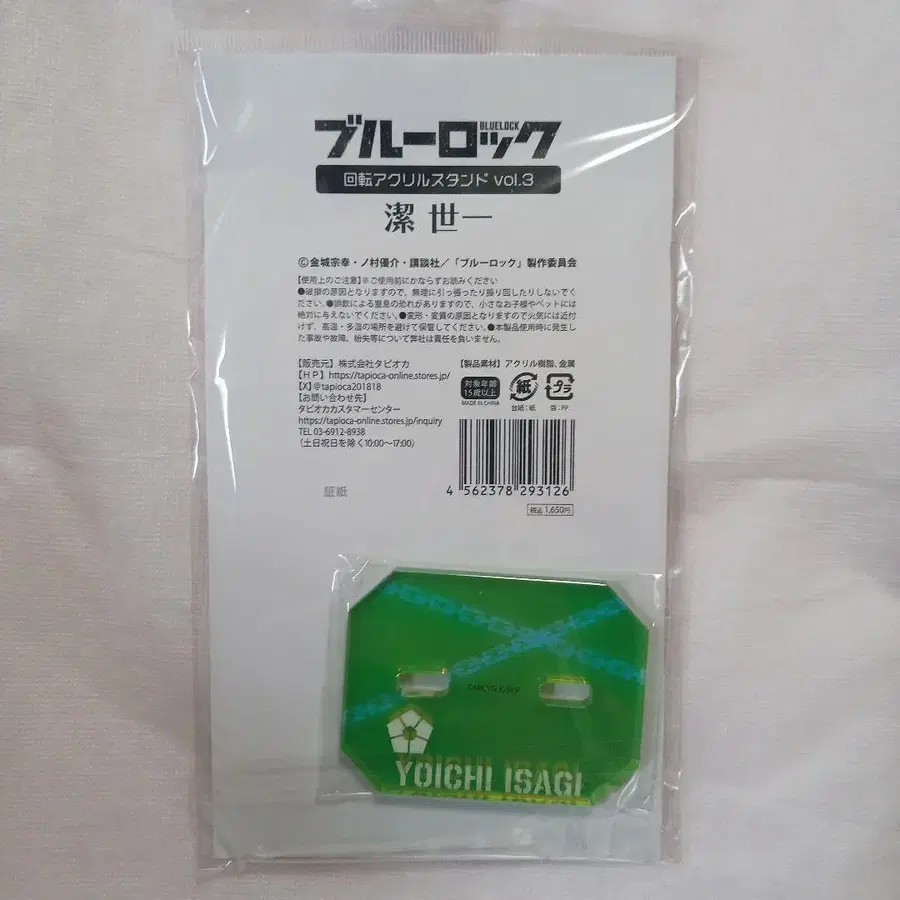 ブルーロック
BLUELOCK
回転アクリルスタンド vol.3
潔 世一
©金城宗幸・ノ村優介・講談社/「ブルーロック」製作委員会
【使用上のご注意】※ご使用前にかならずお読みください
●破損の原因となりますので、無理に引っ張ったり振り回したりしないでく
ださい。●誤飲による窒息の恐れがありますので、小さなお子様やペットには
絶対に与えないでください。●変形・変質の原因となりますので火気には近付
けず、高温・多湿の場所を避けて保管してください。●本製品使用時に発生し
た事故や故障、紛失等について弊社は責任を負いません。
【販売元】株式会社タピオカ
【HP】https://tapioca-online.stores.jp/
【X】@tapioca201818
【お問い合わせ先】
タピオカカスタマーセンター
https://tapioca-online.stores.jp/inquiry
TEL 03-6912-8938
(土日祝日を除く10:00〜17:00)
【製品素材】アクリル樹脂、金属
対象年齢
15歳以上
MADE IN CHINA
紙
台紙:紙
プラ
袋:PP
4 562378 293126
税込 1,650円
証紙
YOICHI ISAGI